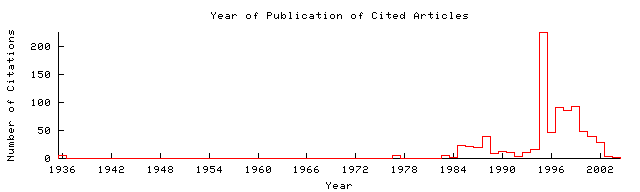 Year of Publication of Cited Articles
Number of Citations
200
150
100
50
0
1936 1942 1948 1954 1960 1966 1972 1978 1984 1990 1996 2002
Year